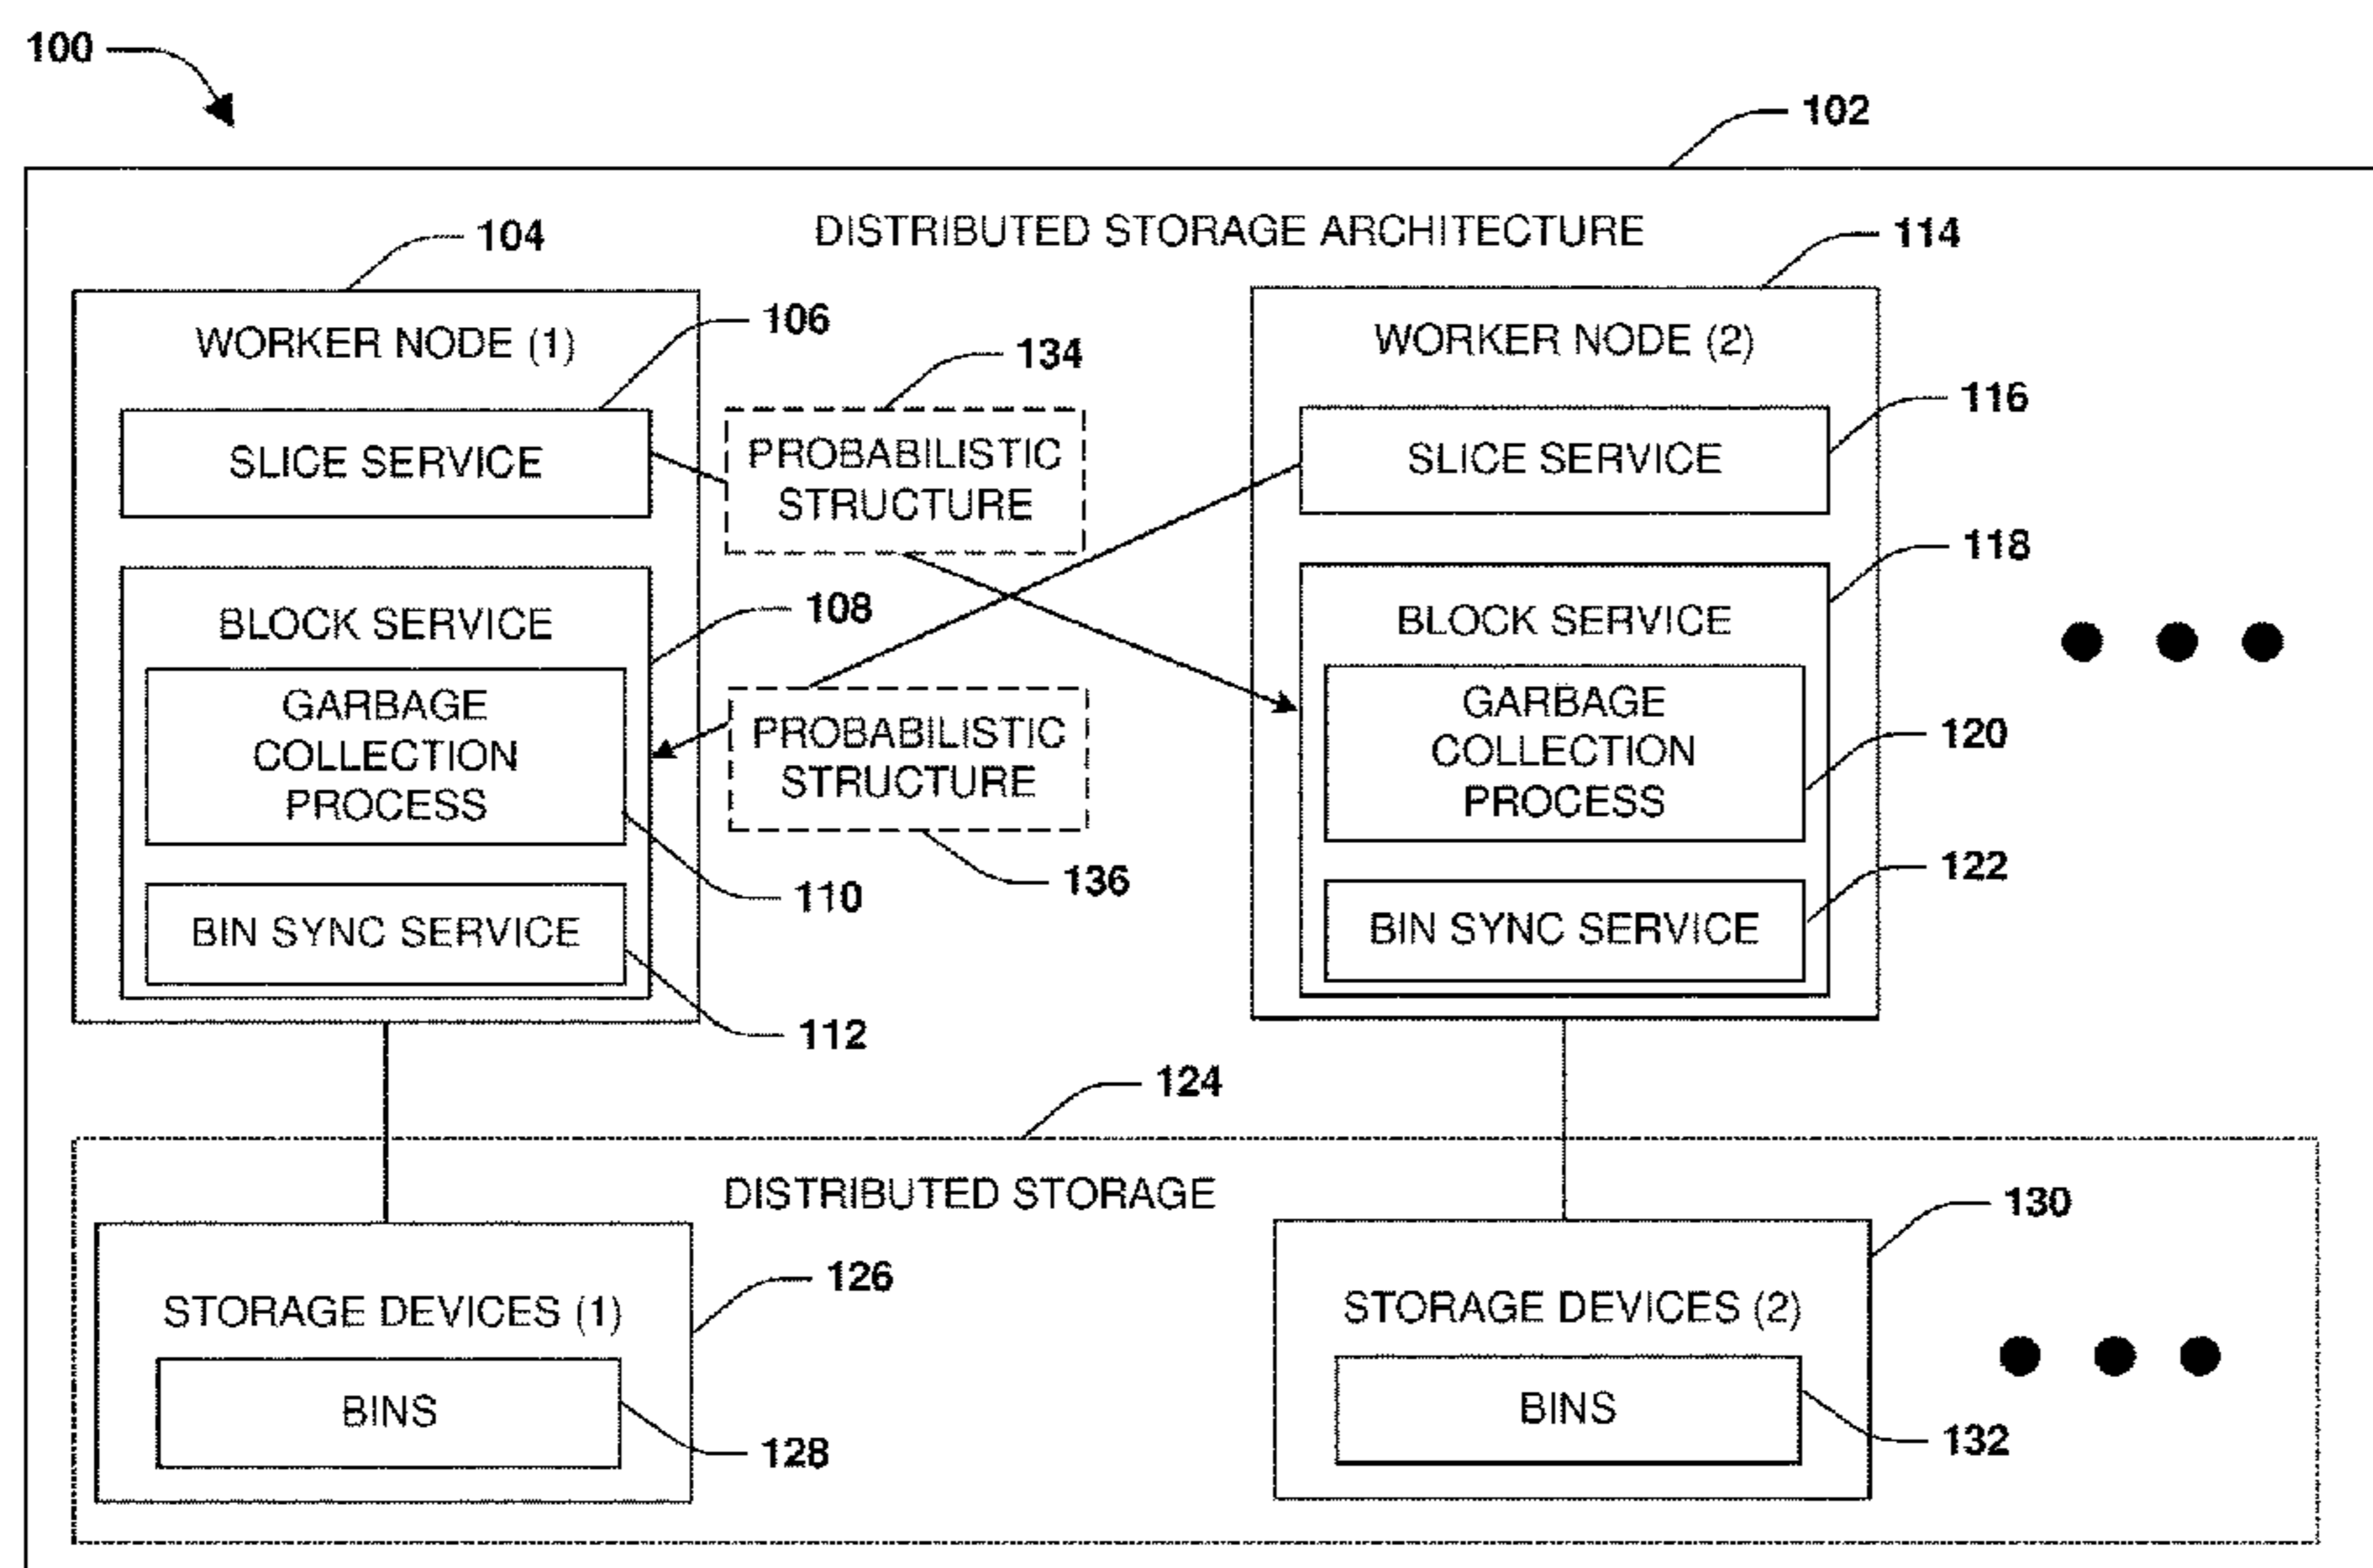 100
102
DISTRIBUTED STORAGE ARCHITECTURE
104
114
WORKER NODE (1)
106
134
WORKER NODE (2)
116
SLICE SERVICE
PROBABILISTIC
STRUCTURE
SLICE SERVICE
118
BLOCK SERVICE
108
BLOCK SERVICE
GARBAGE
COLLECTION
PROCESS
110
PROBABILISTIC
STRUCTURE
136
GARBAGE
COLLECTION
PROCESS
120
BIN SYNC SERVICE
112
BIN SYNC SERVICE
122
124
DISTRIBUTED STORAGE
126
130
STORAGE DEVICES (1)
STORAGE DEVICES (2)
BINS
128
BINS
132